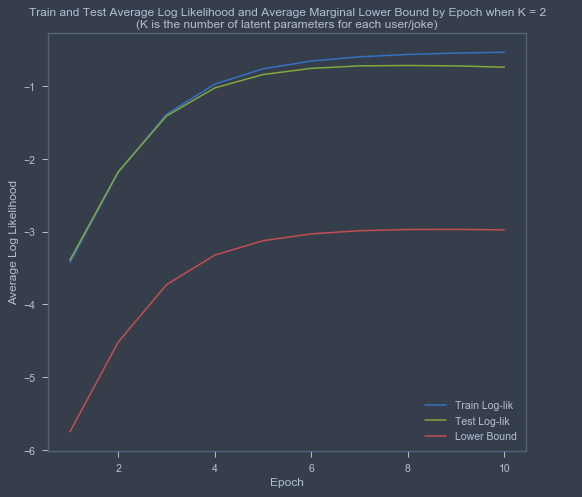 Train and Test Average Log Likelihood and Average Marginal Lower Bound by Epoch when K = 2
(K is the number of latent parameters for each user/joke)
Average Log Likelihood
−1
−2
−3
−4
−5
−6
2
4
6
8
10
Epoch
Train Log-lik
Test Log-lik
Lower Bound